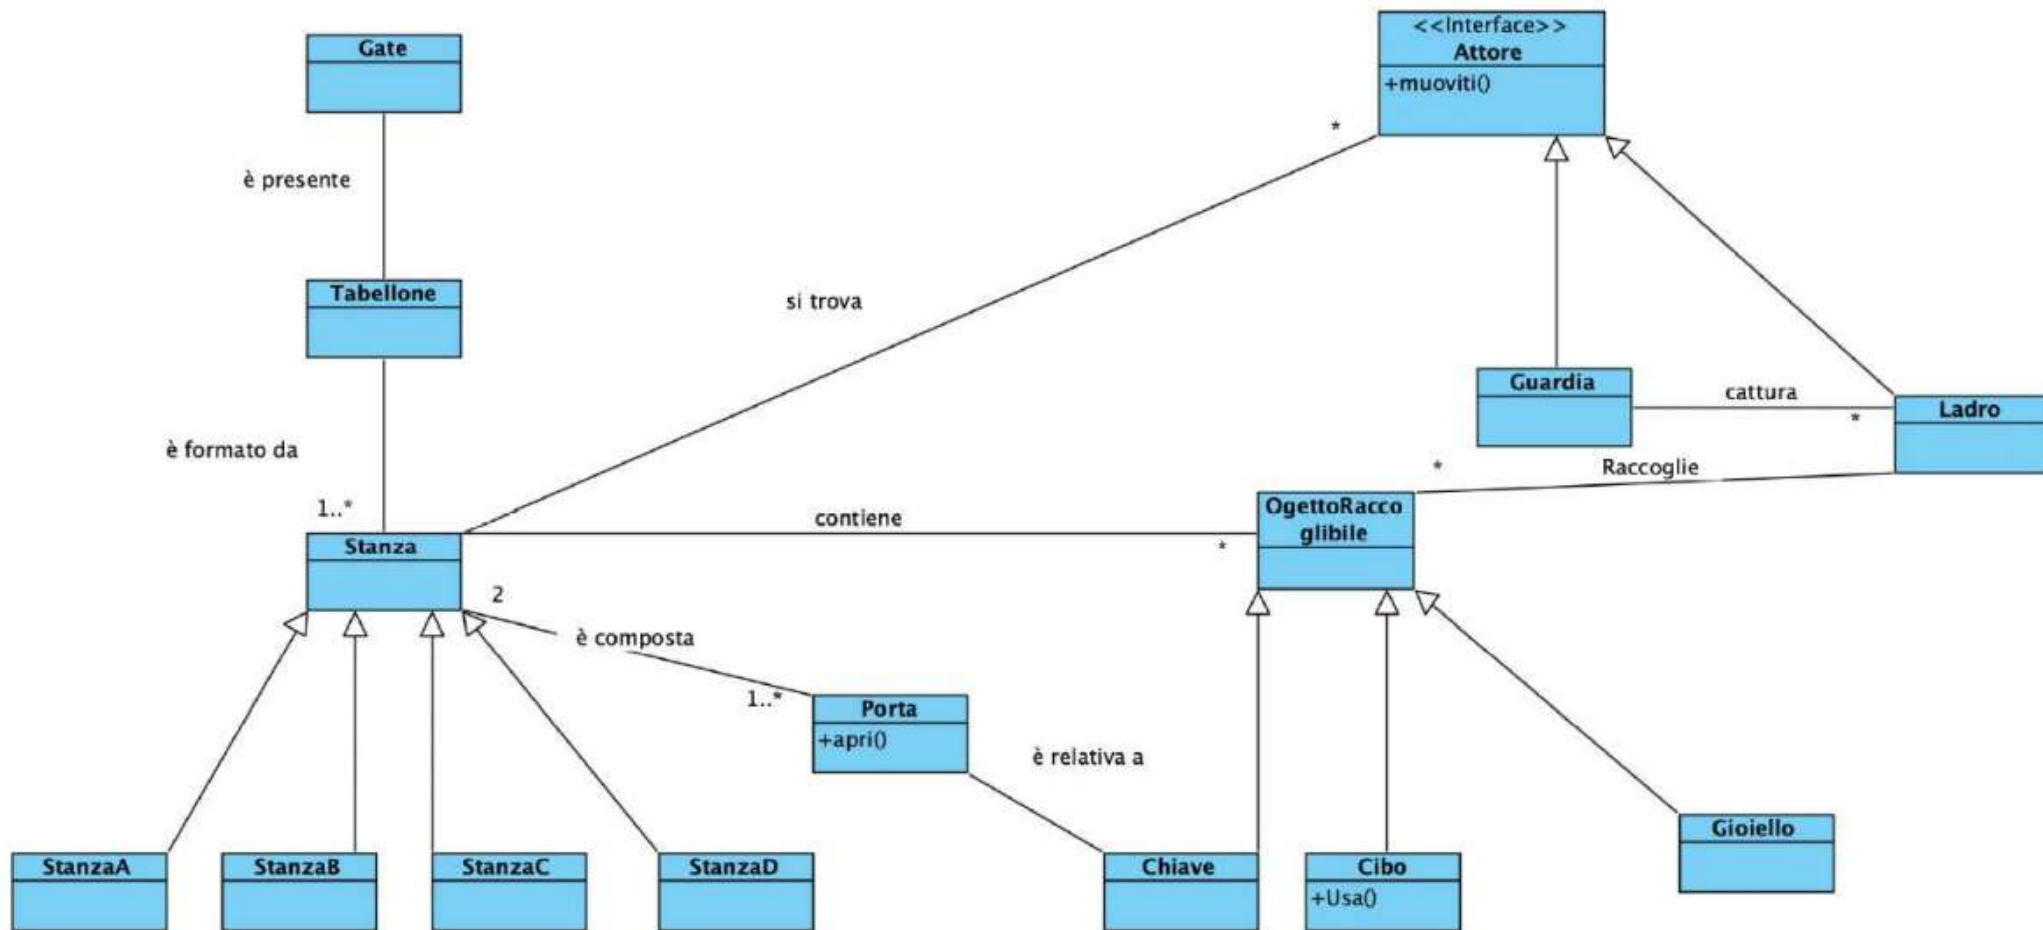 <<Interface>>
Attore
+muoviti()
Gate
è presente
Tabellone
è formato da
1..*
si trova
*
Guardia
cattura
*
Ladro
*
Raccoglie
OgettoRacco
glibile
contiene
*
Stanza
2
è composta
1..*
Porta
+apri()
è relativa a
Gioiello
StanzaA
StanzaB
StanzaC
StanzaD
Chiave
Cibo
+Usa()